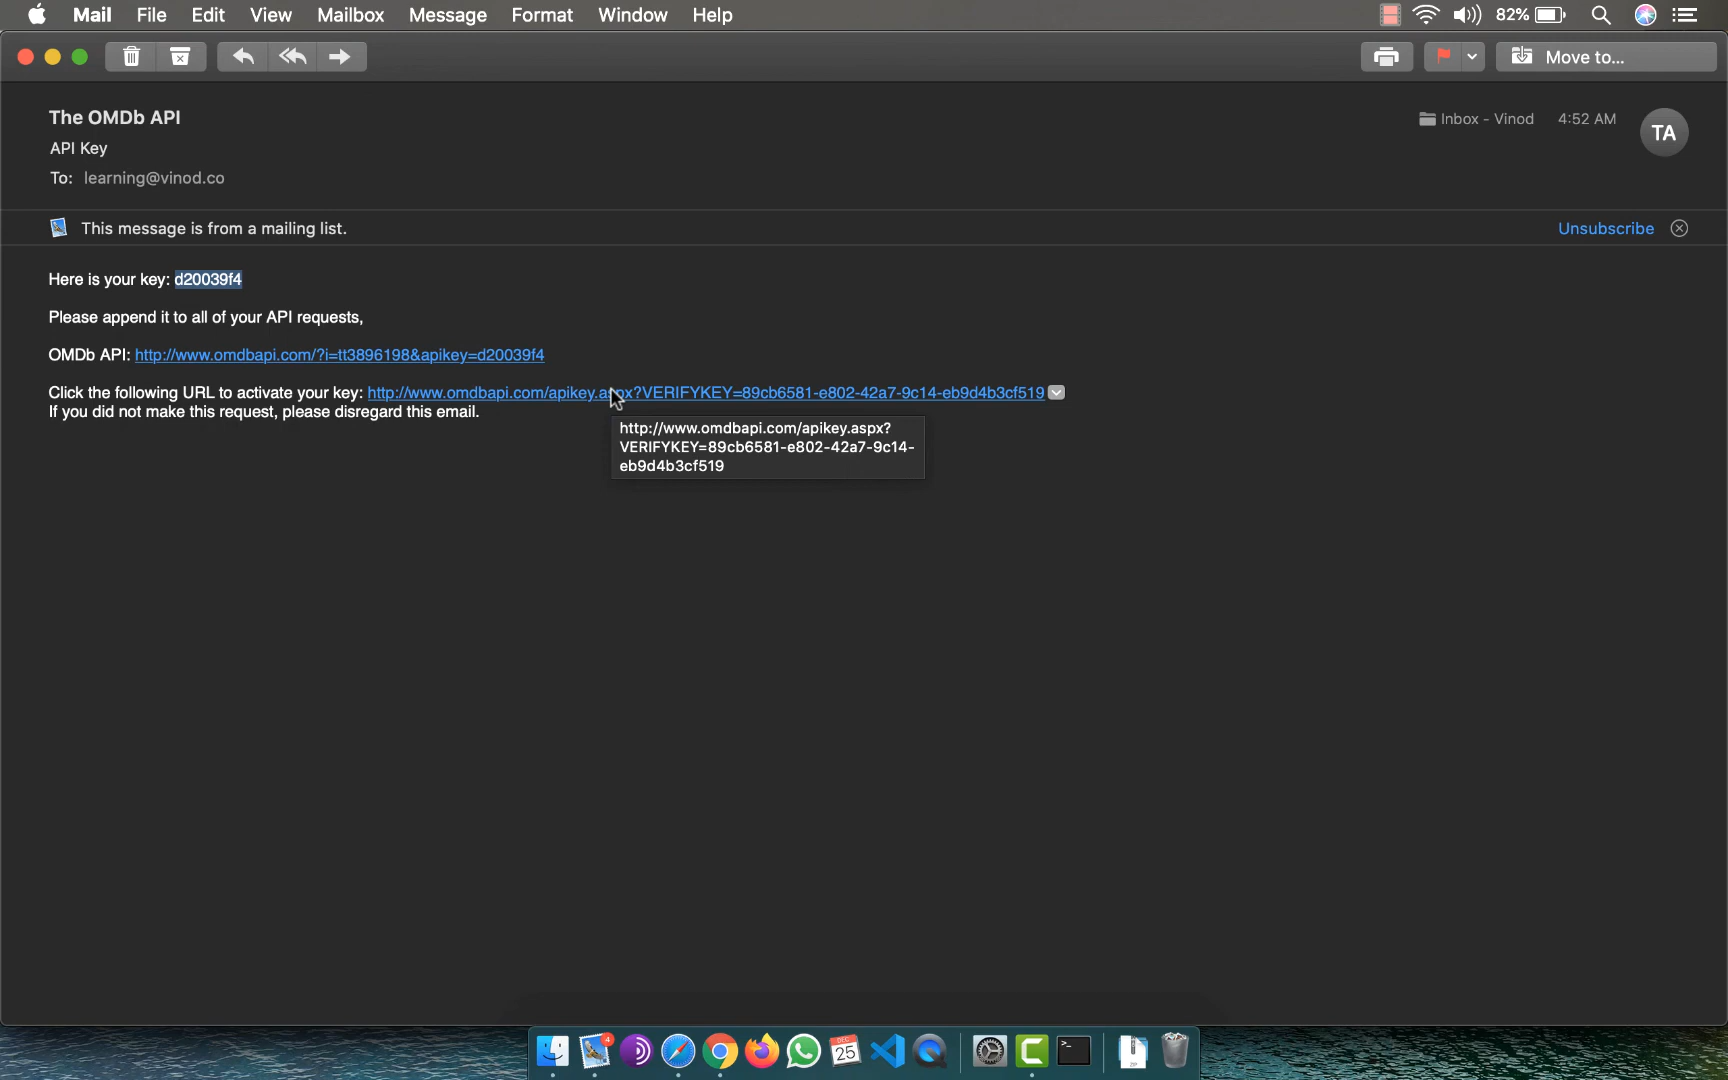 Mail File Edit View Mailbox Message Format Window Help 82%
Move to...
The OMDb API
Inbox - Vinod 4:52 AM
TA
API Key
To: learning@vinod.co
This message is from a mailing list.
Unsubscribe
Here is your key: d20039f4
Please append it to all of your API requests,
OMDb API: http://www.omdbapi.com/?i=tt3896198&apikey=d20039f4
Click the following URL to activate your key: http://www.omdbapi.com/apikey.aspx?VERIFYKEY=89cb6581-e802-42a7-9c14-eb9d4b3cf519
If you did not make this request, please disregard this email.
http://www.omdbapi.com/apikey.aspx?
VERIFYKEY=89cb6581-e802-42a7-9c14-
eb9d4b3cf519
4
DEC
25
ZIP